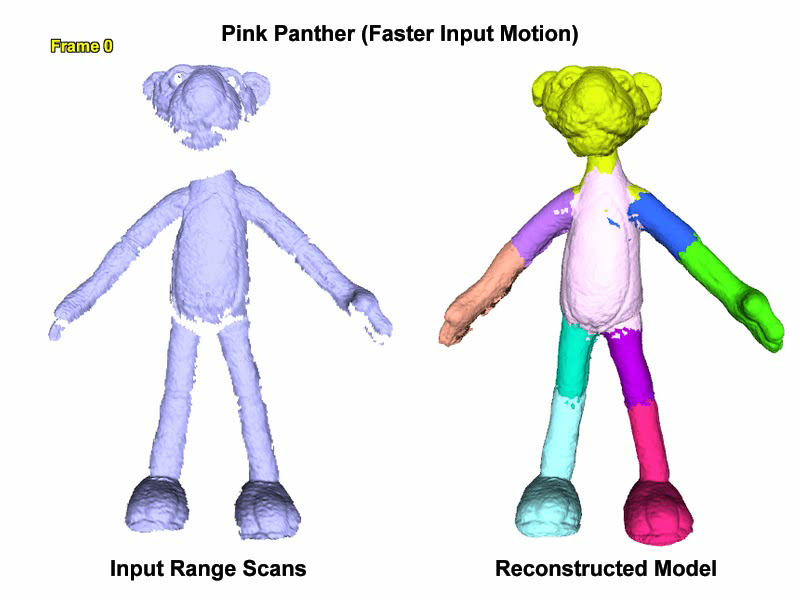 Pink Panther (Faster Input Motion)
Frame 0
Input Range Scans
Reconstructed Model